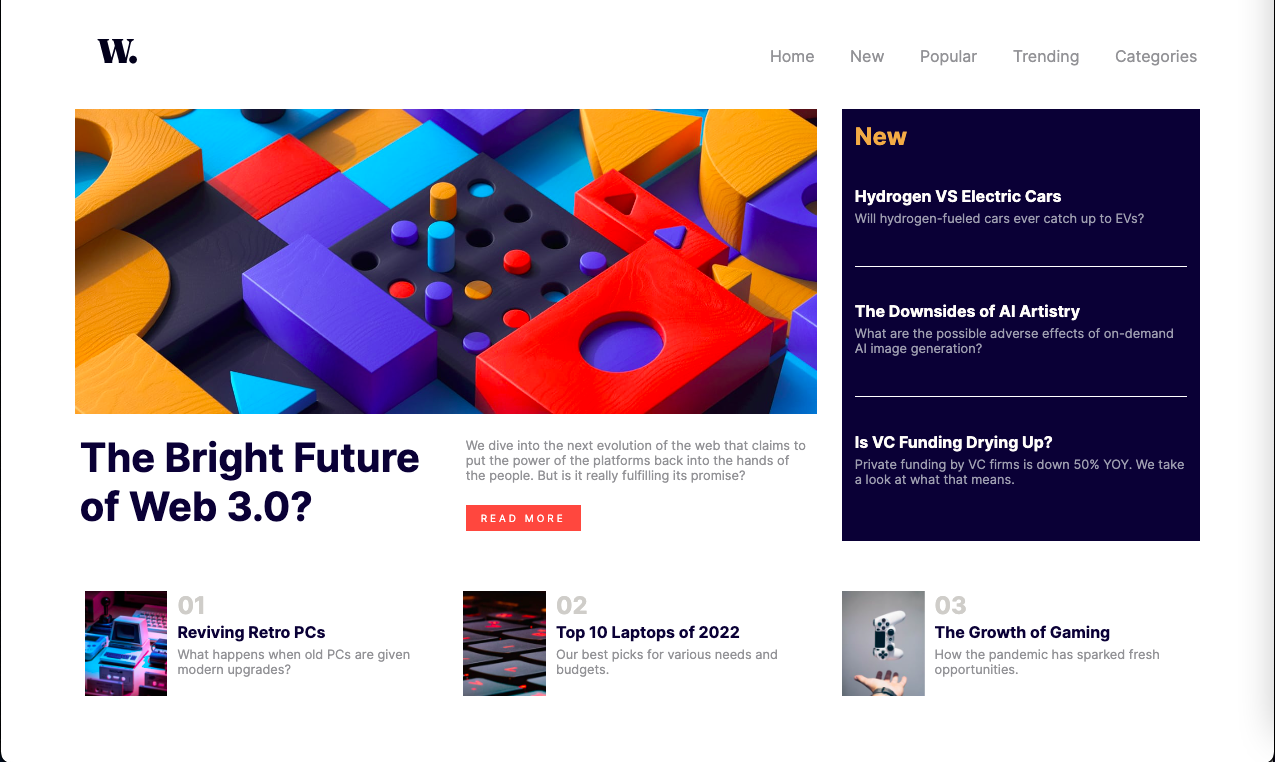 W.
Home New Popular Trending Categories
New
Hydrogen VS Electric Cars
Will hydrogen-fueled cars ever catch up to EVs?
The Downsides of AI Artistry
What are the possible adverse effects of on-demand
AI image generation?
Is VC Funding Drying Up?
Private funding by VC firms is down 50% YOY. We take
a look at what that means.
The Bright Future
of Web 3.0?
We dive into the next evolution of the web that claims to
put the power of the platforms back into the hands of
the people. But is it really fulfilling its promise?
READ MORE
01
Reviving Retro PCs
What happens when old PCs are given
modern upgrades?
02
Top 10 Laptops of 2022
Our best picks for various needs and
budgets.
03
The Growth of Gaming
How the pandemic has sparked fresh
opportunities.